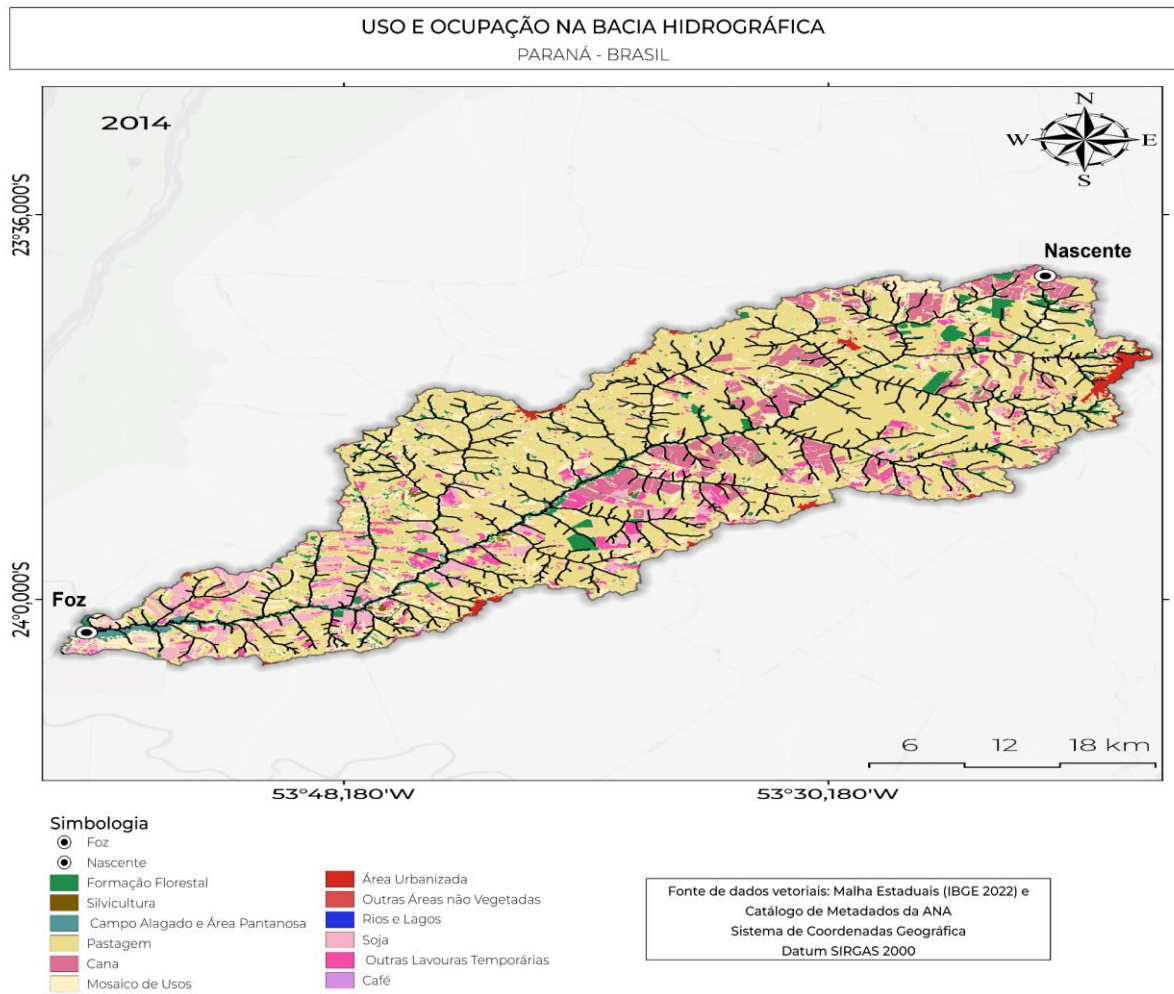 USO E OCUPAÇÃO NA BACIA HIDROGRÁFICA
PARANÁ - BRASIL
2014
N
W
E
S
23°36,000'S
Nascente
24°0,000'S
Foz
6 12 18 km
53°48,180'W
53°30,180'W
Simbologia
Foz
Nascente
Formação Florestal
Silvicultura
Campo Alagado e Área Pantanosa
Pastagem
Cana
Mosaico de Usos
Área Urbanizada
Outras Áreas não Vegetadas
Rios e Lagos
Soja
Outras Lavouras Temporárias
Café
Fonte de dados vetoriais: Malha Estaduais (IBGE 2022) e
Catálogo de Metadados da ANA
Sistema de Coordenadas Geográfica
Datum SIRGAS 2000